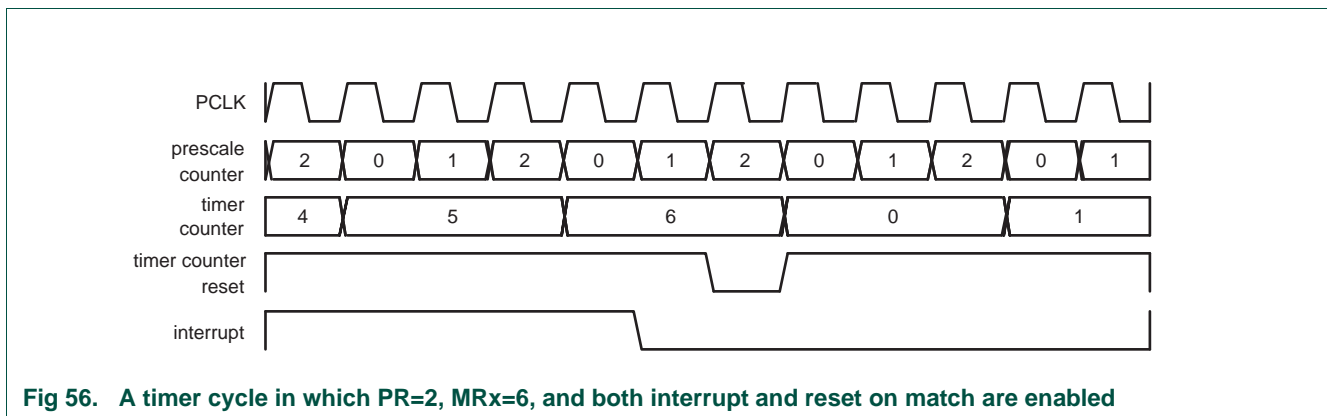 PCLK
prescale
counter
2 0 1 2 0 1 2 0 1 2 0 1
timer
counter
4 5 6 0 1
timer counter
reset
interrupt
Fig 56. A timer cycle in which PR=2, MRx=6, and both interrupt and reset on match are enabled